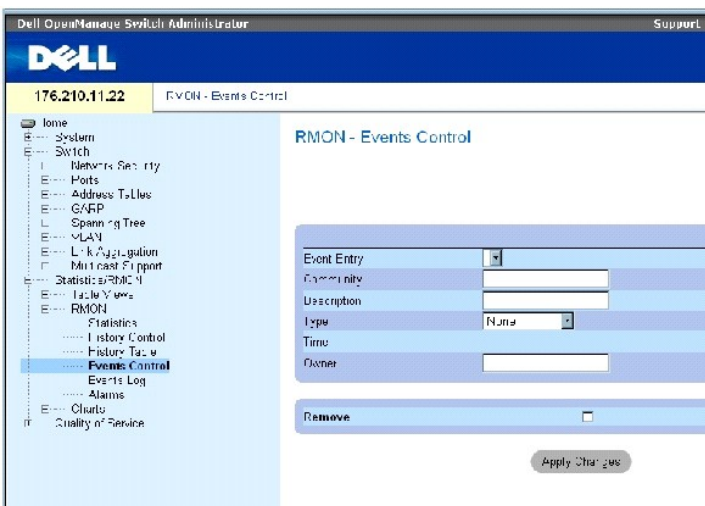 Dell OpenManage Switch Administrator Support
DELL
176.210.11.22 RMON - Events Control
Home
System
Switch
Network Security
Ports
Address Tables
GARP
Spanning Tree
VLAN
Link Aggregation
Multicast Support
Statistics/RMON
Table Views
RMON
Statistics
History Control
History Table
Events Control
Events Log
Alarms
Charts
Quality of Service
RMON - Events Control
Event Entry
Community
Description
Type None
Time
Owner
Remove
Apply Changes